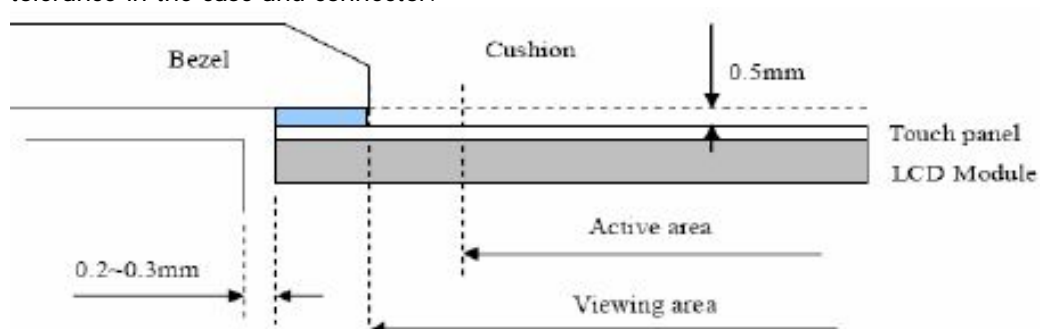 tolerance in the case and connector.
Cushion
Bezel
0.5mm
Touch panel
LCD Module
Active area
0.2~0.3mm
Viewing area